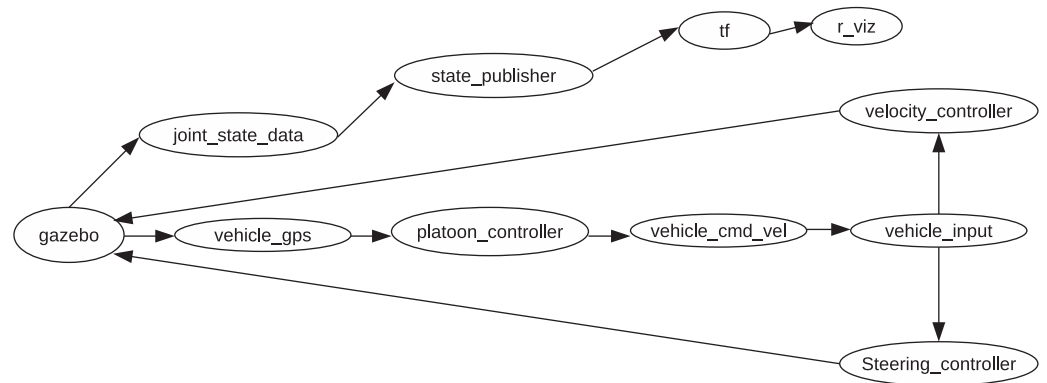 tf
r_viz
state_publisher
velocity_controller
joint_state_data
gazebo
vehicle_gps
platoon_controller
vehicle_cmd_vel
vehicle_input
Steering_controller